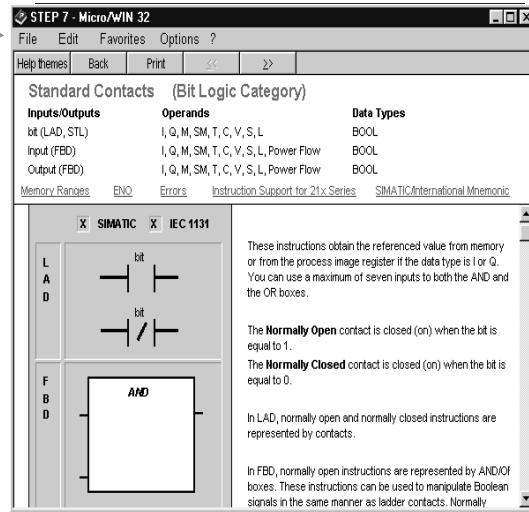 STEP 7 - Micro/WIN 32
File Edit Favorites Options ?
Help themes Back Print << >>
Standard Contacts (Bit Logic Category)
Inputs/Outputs Operands Data Types
bit (LAD, STL) I, Q, M, SM, T, C, V, S, L BOOL
Input (FBD) I, Q, M, SM, T, C, V, S, L, Power Flow BOOL
Output (FBD) I, Q, M, SM, T, C, V, S, L, Power Flow BOOL
Memory Ranges ENO Errors Instruction Support for 21x Series SIMATIC/International Mnemonic
X SIMATIC X IEC 1131
L
A
D
bit
bit
F
B
D
AND
These instructions obtain the referenced value from memory
or from the process image register if the data type is I or Q.
You can use a maximum of seven inputs to both the AND and
the OR boxes.
The Normally Open contact is closed (on) when the bit is
equal to 1.
The Normally Closed contact is closed (on) when the bit is
equal to 0.
In LAD, normally open and normally closed instructions are
represented by contacts.
In FBD, normally open instructions are represented by AND/OR
boxes. These instructions can be used to manipulate Boolean
signals in the same manner as ladder contacts. Normally